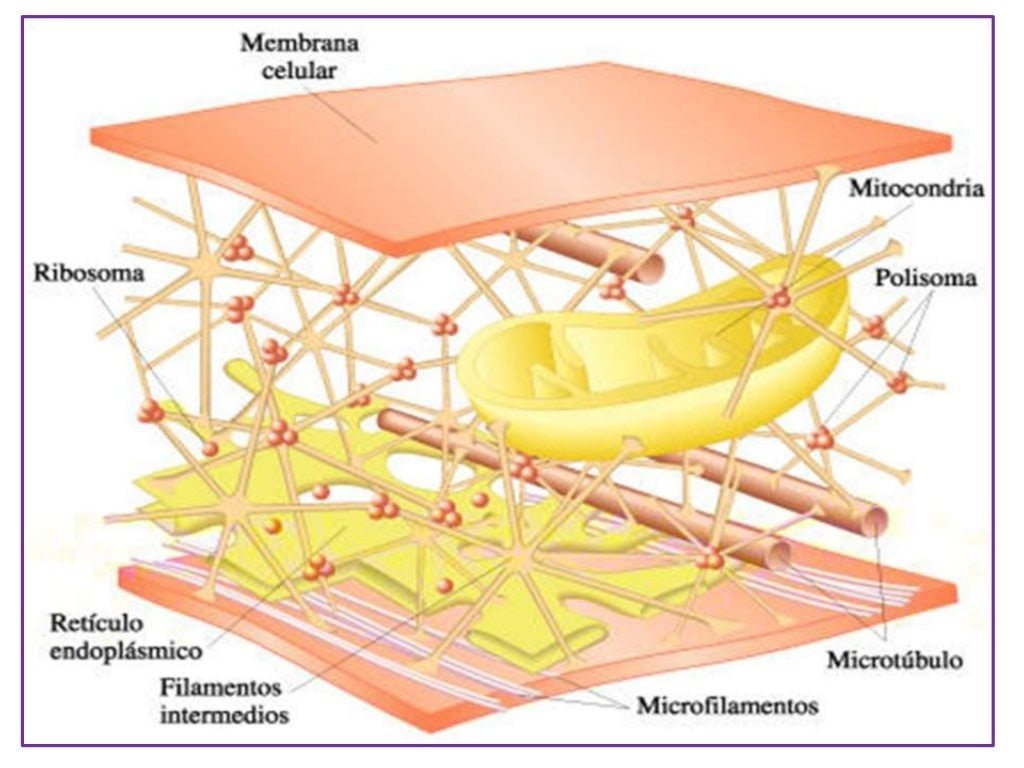 Membrana
celular
Mitocondria
Ribosoma
Polisoma
Retículo
endoplásmico
Microtúbulo
Filamentos
intermedios
Microfilamentos